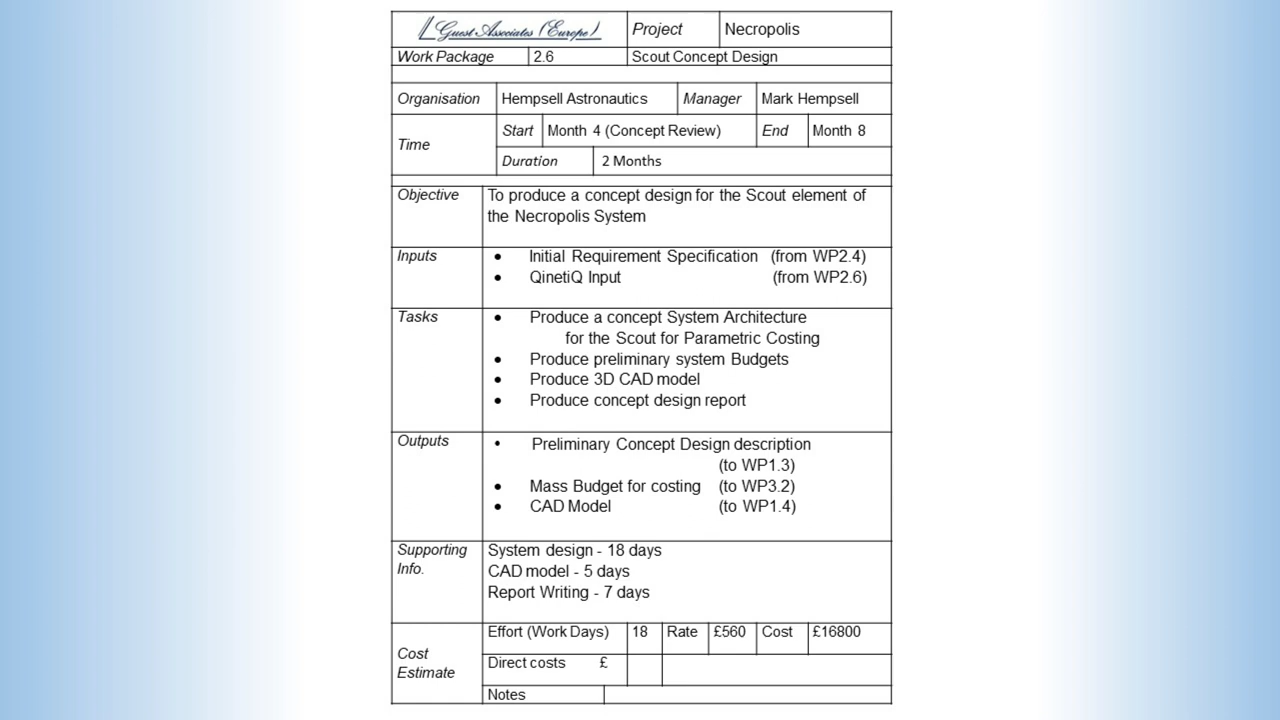 Guest Associates (Europe) Project Necropolis
Work Package 2.6 Scout Concept Design
Organisation Hempsell Astronautics Manager Mark Hempsell
Time
Start Month 4 (Concept Review) End Month 8
Duration 2 Months
Objective To produce a concept design for the Scout element of
the Necropolis System
Inputs • Initial Requirement Specification (from WP2.4)
• QinetiQ Input (from WP2.6)
Tasks • Produce a concept System Architecture
for the Scout for Parametric Costing
• Produce preliminary system Budgets
• Produce 3D CAD model
• Produce concept design report
Outputs • Preliminary Concept Design description
(to WP1.3)
• Mass Budget for costing (to WP3.2)
• CAD Model (to WP1.4)
Supporting
Info.
System design - 18 days
CAD model - 5 days
Report Writing - 7 days
Cost
Estimate
Effort (Work Days) 18 Rate £560 Cost £16800
Direct costs £
Notes